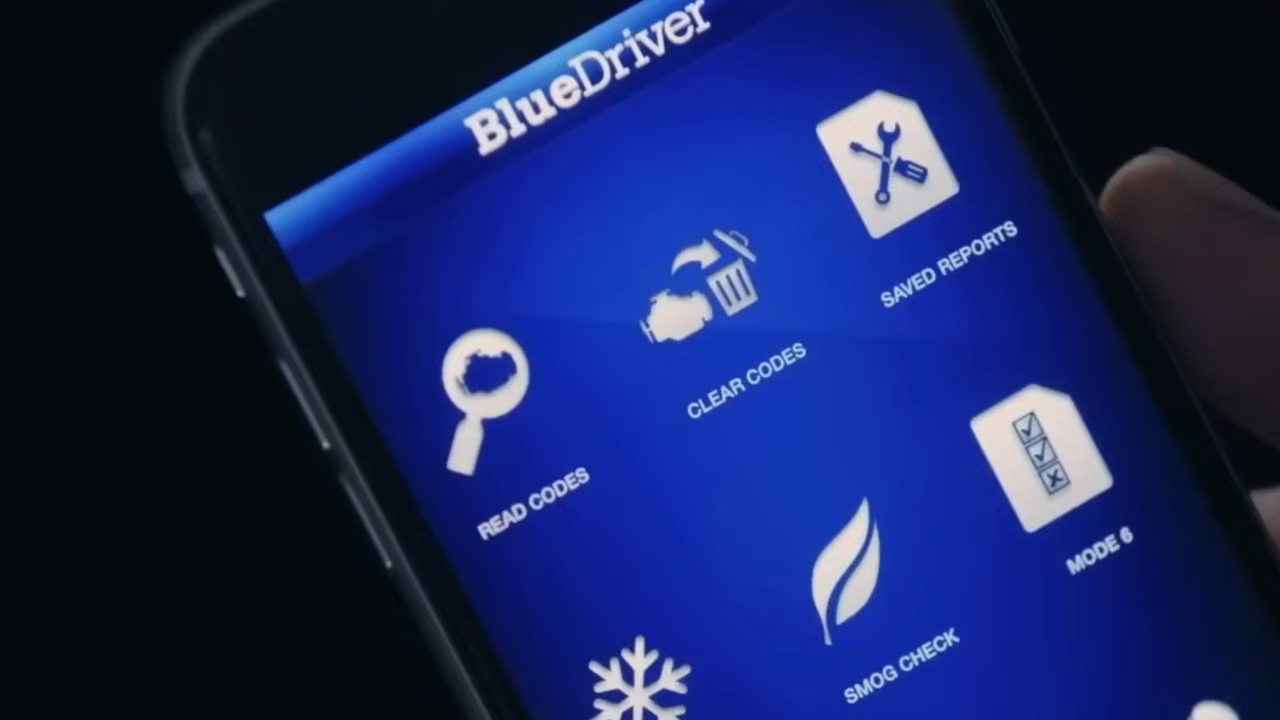 BlueDriver
READ CODES
CLEAR CODES
SAVED REPORTS
SMOG CHECK
MODE 6